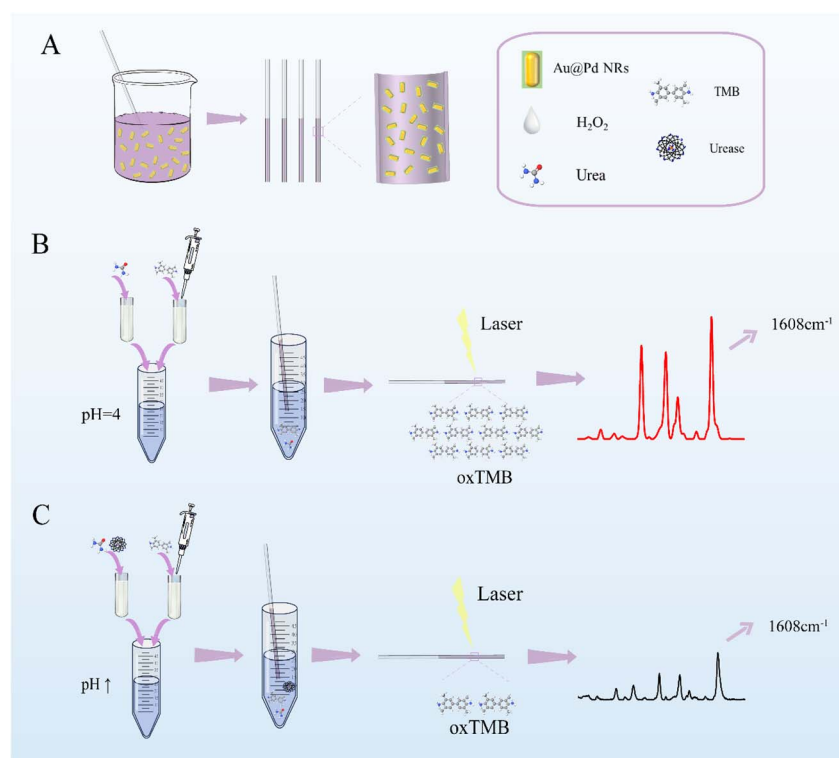 A
Au@Pd NRs
TMB
H₂O₂
Urease
Urea
B
Laser
1608cm⁻¹
pH=4
oxTMB
C
Laser
1608cm⁻¹
pH ↑
oxTMB